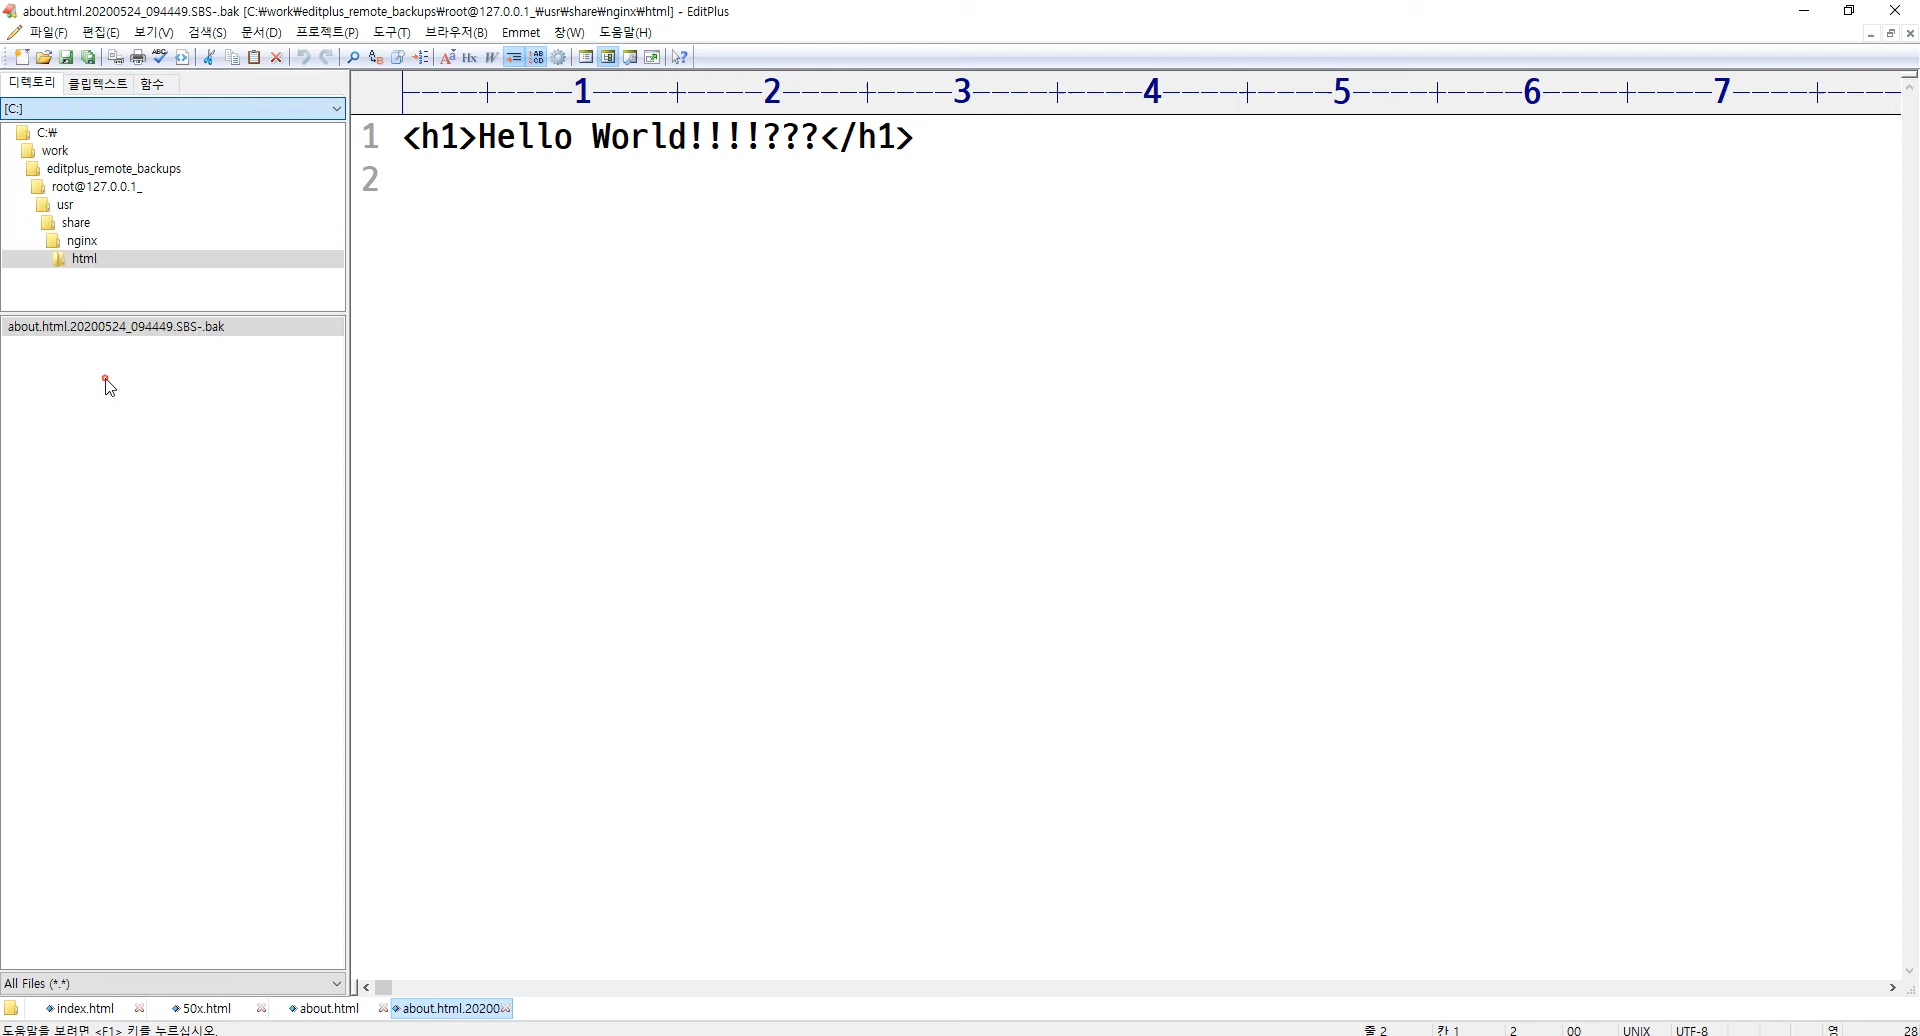 about.html.20200524_094449.SBS-.bak [C:₩work₩editplus_remote_backups₩root@127.0.0.1_₩usr₩share₩nginx₩html] - EditPlus
파일(F) 편집(E) 보기(V) 검색(S) 문서(D) 프로젝트(P) 도구(T) 브라우저(B) Emmet 창(W) 도움말(H)
디렉토리 클립텍스트 함수
[C:]
C:₩
work
editplus_remote_backups
root@127.0.0.1_
usr
share
nginx
html
about.html.20200524_094449.SBS-.bak
All Files (*.*)
1 2 3 4 5 6 7
1 <h1>Hello World!!!!???</h1>
2
index.html 50x.html about.html about.html.20200
도움말을 보려면 <F1> 키를 누르십시오. 줄 2 칸 1 2 00 UNIX UTF-8 영 28